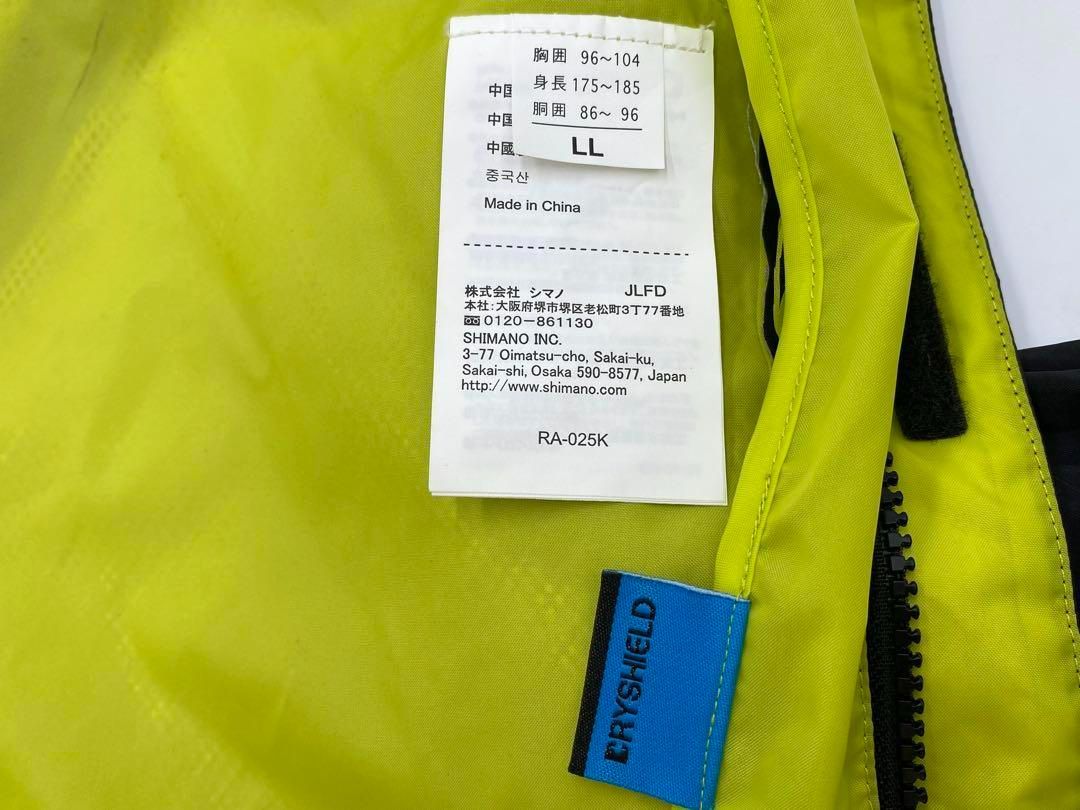 胸囲 96～104
身長 175～185
胴囲 86～ 96
LL
中国
中国
中國
중국산
Made in China
株式会社 シマノ JLFD
本社：大阪府堺市堺区老松町3丁77番地
0120－861130
SHIMANO INC.
3-77 Oimatsu-cho, Sakai-ku,
Sakai-shi, Osaka 590-8577, Japan
http://www.shimano.com
RA-025K
DRYSHIELD